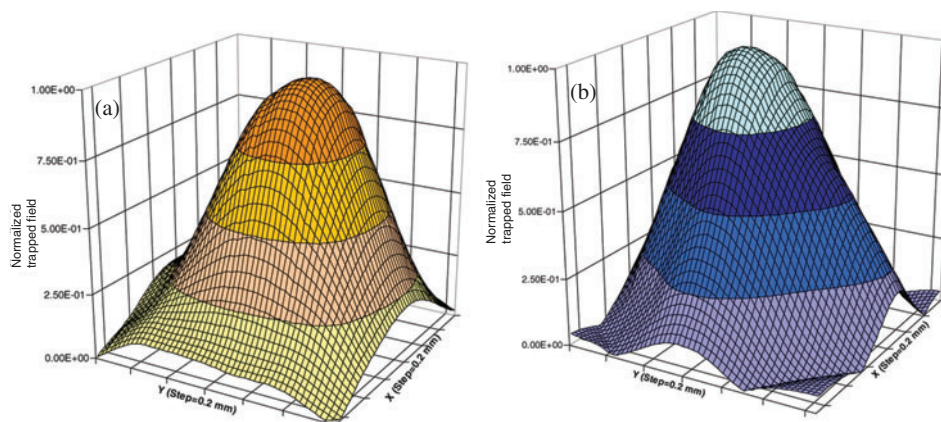 (a)
1.00E+00
7.50E-01
5.00E-01
2.50E-01
0.00E+00
Normalized
trapped field
Y (Step=0.2 mm)
X (Step=0.2 mm)
(b)
1.00E+00
7.50E-01
5.00E-01
2.50E-01
0.00E+00
Normalized
trapped field
Y (Step=0.2 mm)
X (Step=0.2 mm)